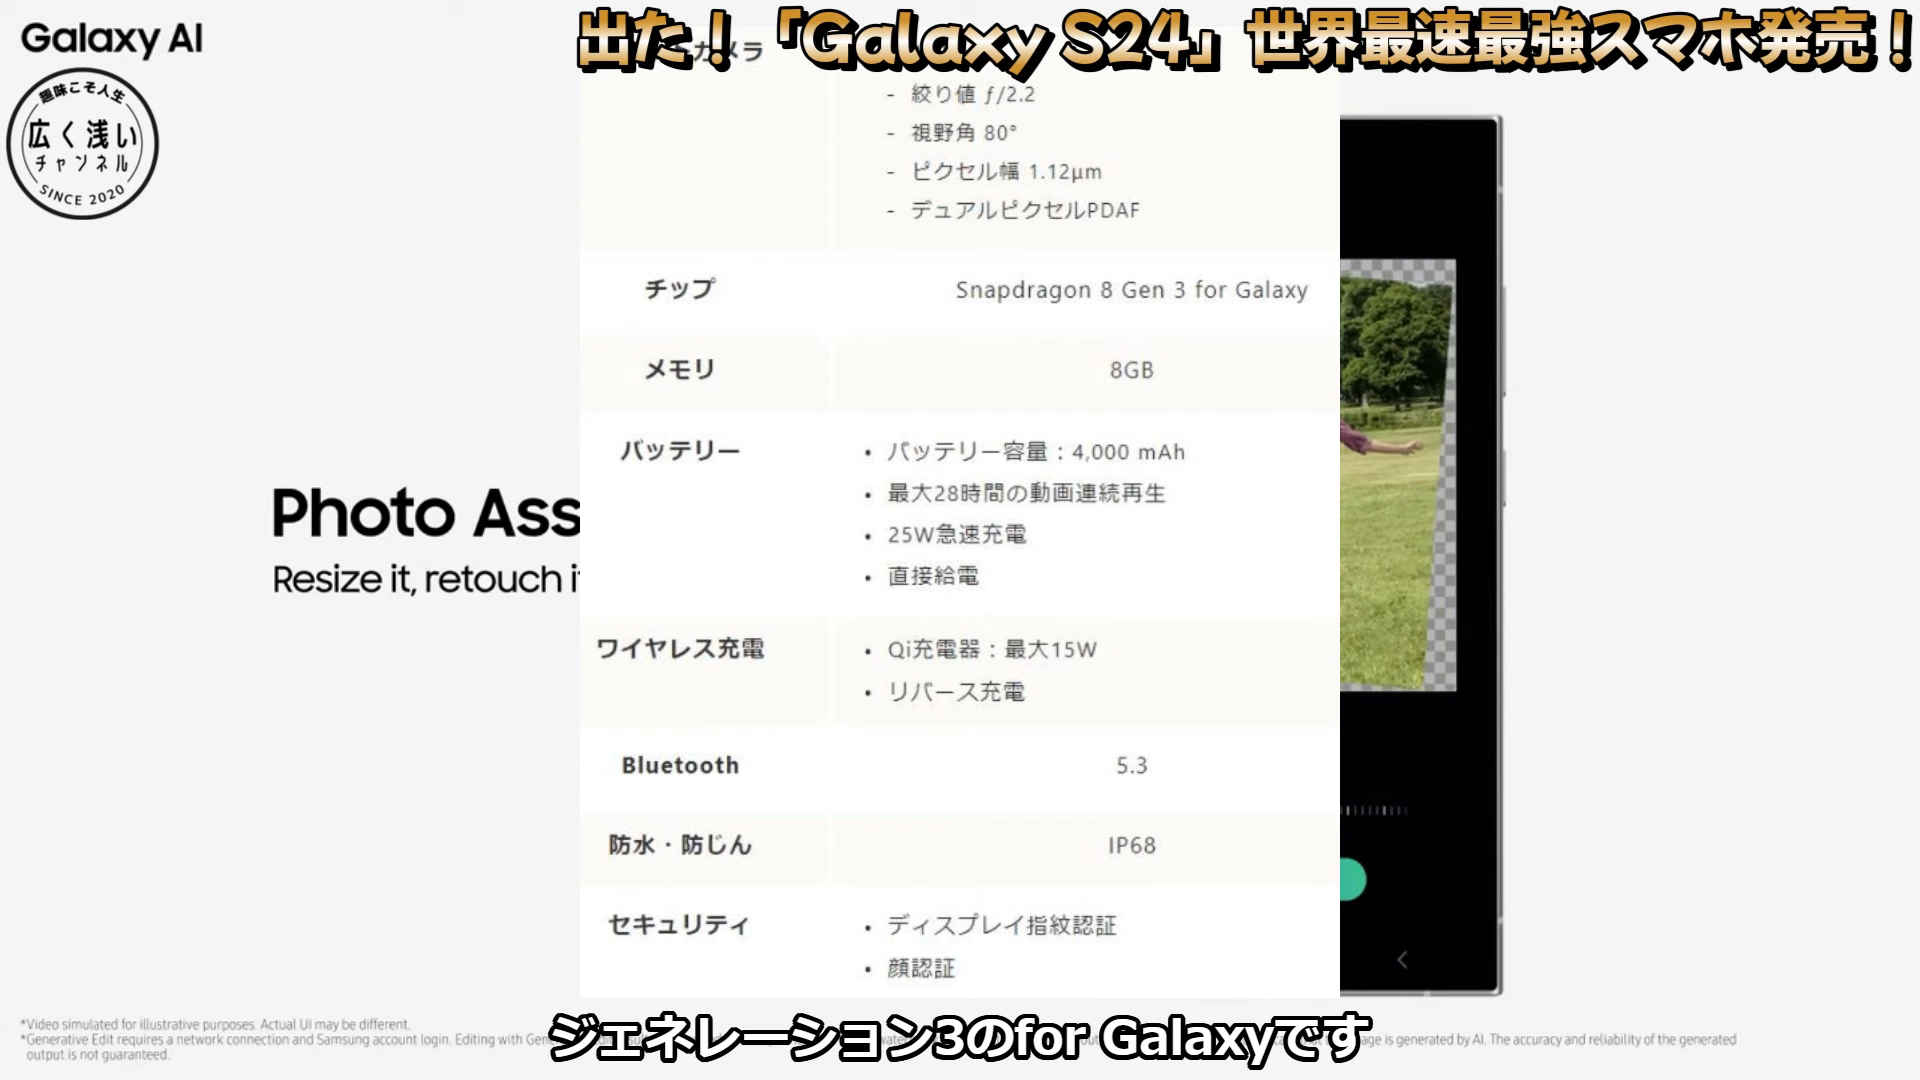 Galaxy AI
出た！「Galaxy S24」世界最速最強スマホ発売！
趣味こそ人生
広く浅い
チャンネル
SINCE 2020
カメラ
- 絞り値 ƒ/2.2
- 視野角 80°
- ピクセル幅 1.12μm
- デュアルピクセルPDAF
チップ
Snapdragon 8 Gen 3 for Galaxy
メモリ
8GB
バッテリー
• バッテリー容量：4,000 mAh
• 最大28時間の動画連続再生
• 25W急速充電
• 直接給電
Photo Ass
Resize it, retouch i
ワイヤレス充電
• Qi充電器：最大15W
• リバース充電
Bluetooth
5.3
防水・防じん
IP68
セキュリティ
• ディスプレイ指紋認証
• 顔認証
*Video simulated for illustrative purposes. Actual UI may be different.
*Generative Edit requires a network connection and Samsung account login. Editing with Gen
age is generated by AI. The accuracy and reliability of the generated
output is not guaranteed.
ジェネレーション3のfor Galaxyです